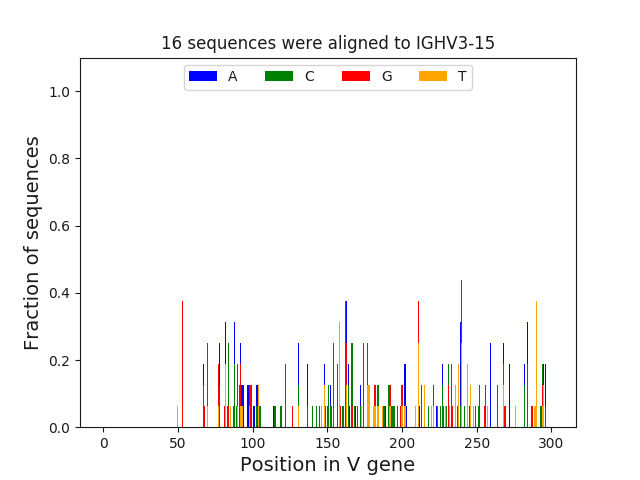 16 sequences were aligned to IGHV3-15
A C G T
1.0
0.8
0.6
0.4
0.2
0.0
Fraction of sequences
0 50 100 150 200 250 300
Position in V gene